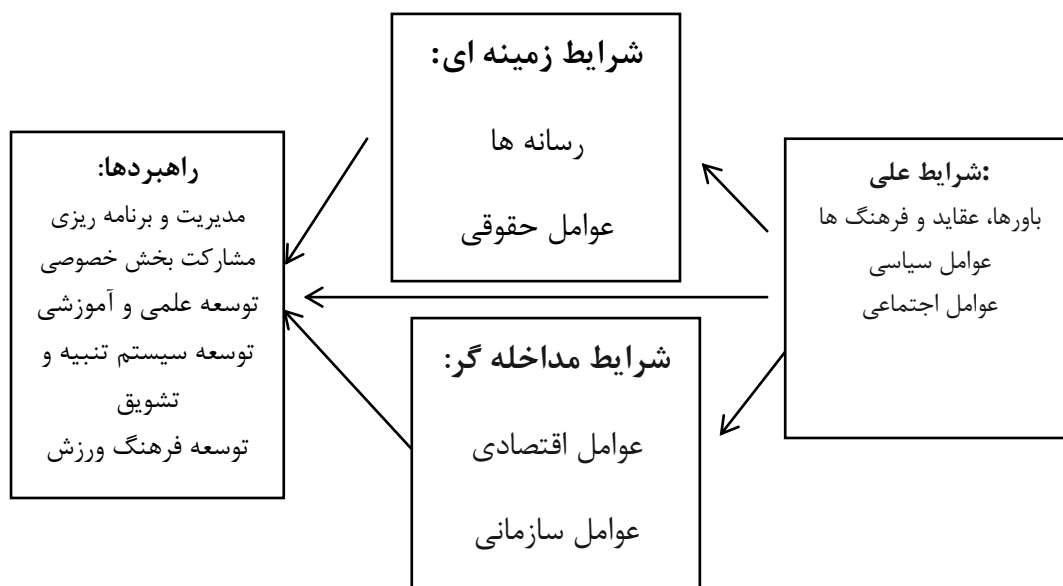 شرایط زمینه ای:
رسانه ها
عوامل حقوقی
:شرایط علی
باورها، عقاید و فرهنگ ها
عوامل سیاسی
عوامل اجتماعی
راهبردها:
مدیریت و برنامه ریزی
مشارکت بخش خصوصی
توسعه علمی و آموزشی
توسعه سیستم تنبیه و
تشویق
توسعه فرهنگ ورزش
شرایط مداخله گر:
عوامل اقتصادی
عوامل سازمانی